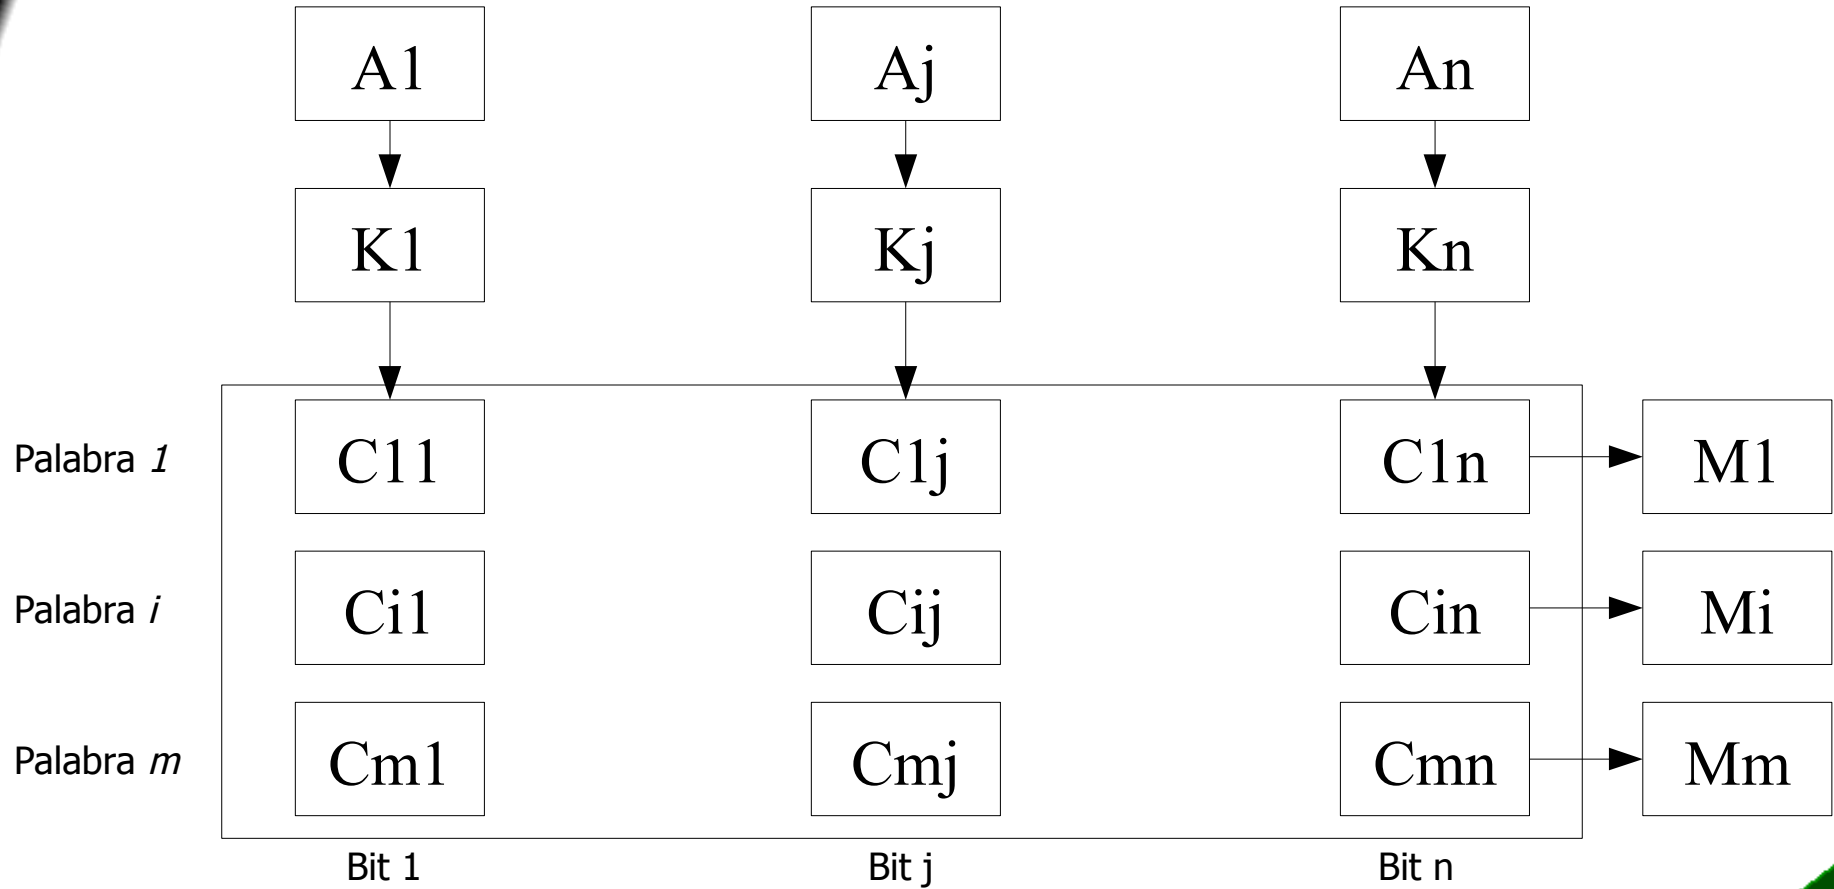 A1 Aj An
K1 Kj Kn
Palabra 1 C11 C1j C1n M1
Palabra i Ci1 Cij Cin Mi
Palabra m Cm1 Cmj Cmn Mm
Bit 1 Bit j Bit n